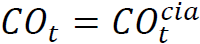 $CO_t = CO_t^{cia}$